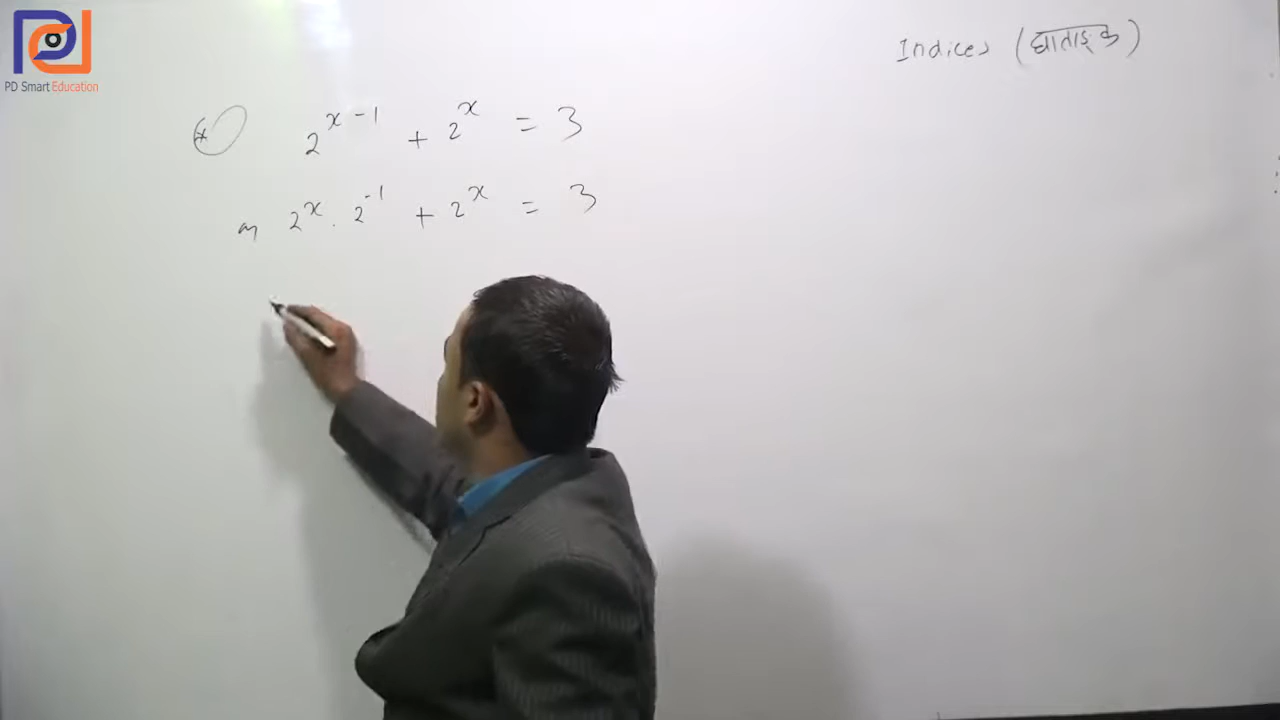 PD Smart Education
Indices (घाताङ्क)
2^{x-1} + 2^x = 3
2^x . 2^{-1} + 2^x = 3